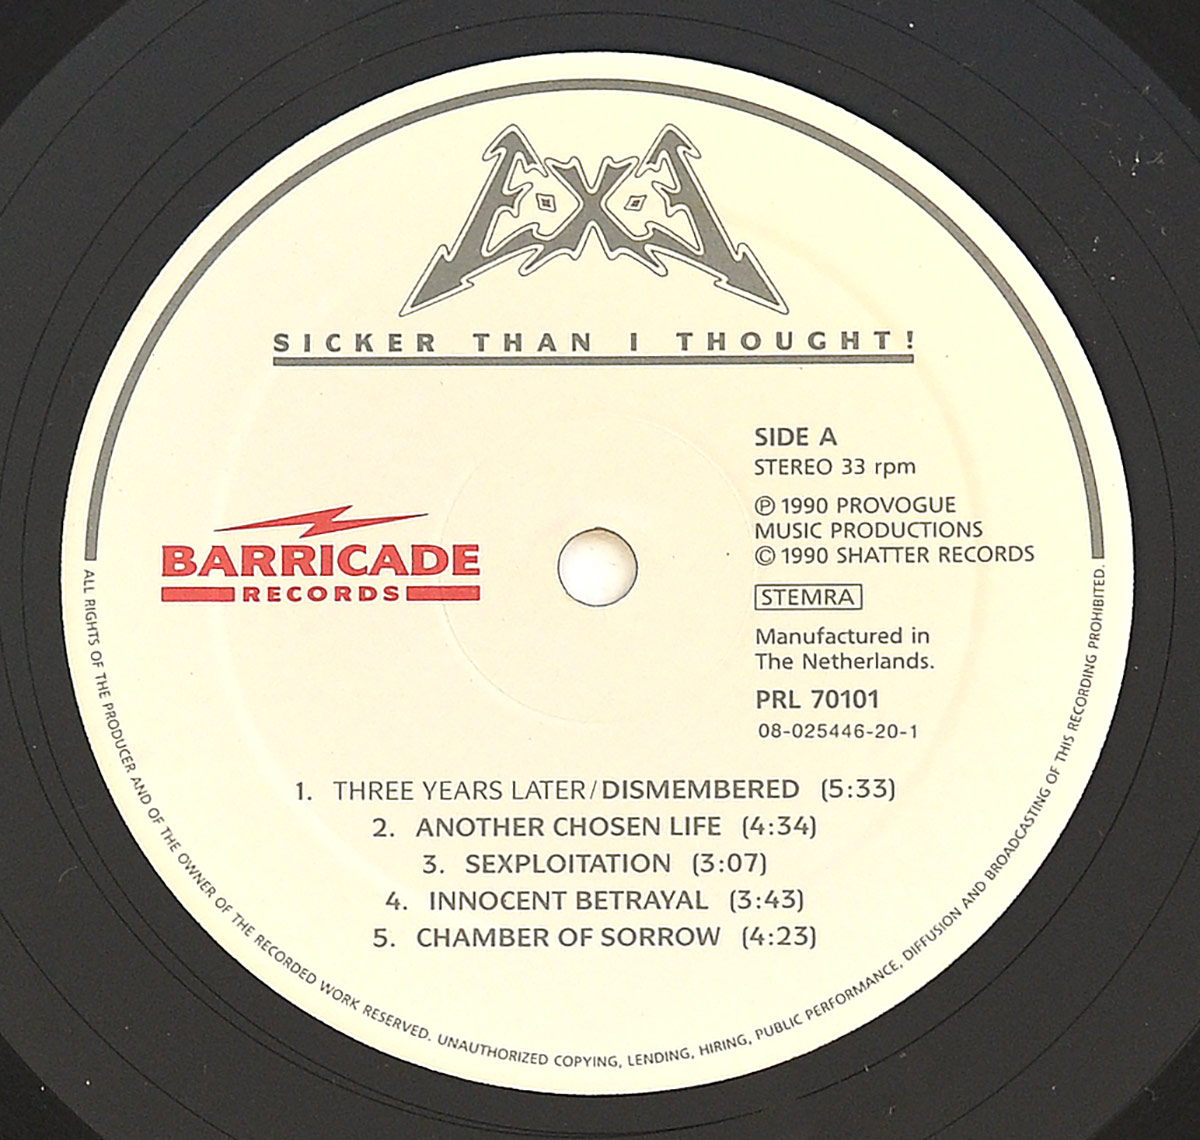 EXE
SICKER THAN I THOUGHT!
SIDE A
STEREO 33 rpm
Ⓟ 1990 PROVOGUE
MUSIC PRODUCTIONS
© 1990 SHATTER RECORDS
BARRICADE
RECORDS
STEMRA
Manufactured in
The Netherlands.
PRL 70101
08-025446-20-1
1. THREE YEARS LATER/DISMEMBERED (5:33)
2. ANOTHER CHOSEN LIFE (4:34)
3. SEXPLOITATION (3:07)
4. INNOCENT BETRAYAL (3:43)
5. CHAMBER OF SORROW (4:23)
ALL RIGHTS OF THE PRODUCER AND OF THE OWNER OF THE RECORDED WORK RESERVED. UNAUTHORIZED COPYING, LENDING, HIRING, PUBLIC PERFORMANCE, DIFFUSION AND BROADCASTING OF THIS RECORDING PROHIBITED.